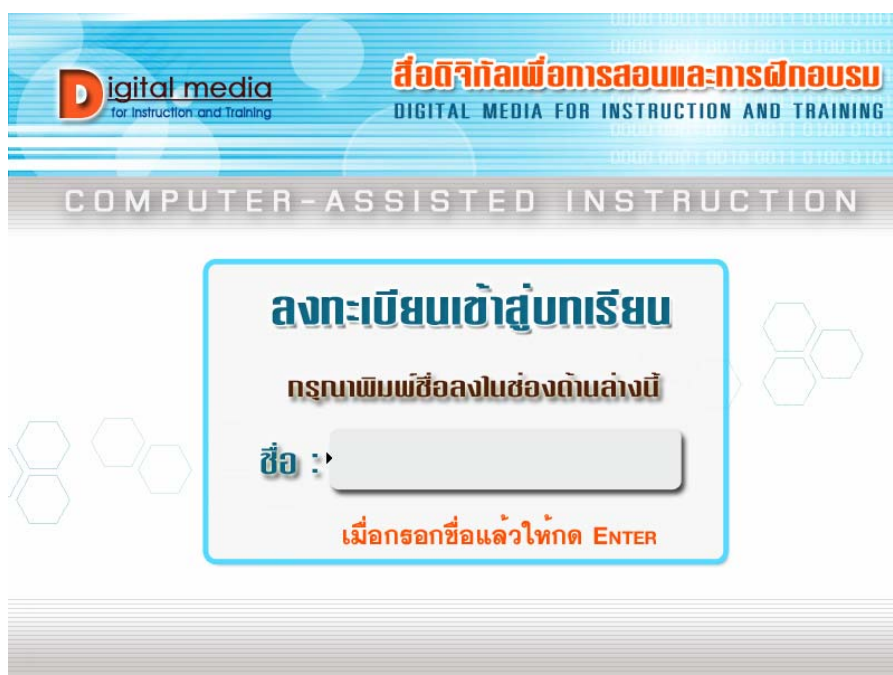 Digital media
for Instruction and Training
สื่อดิจิทัลเพื่อการสอนและการฝึกอบรม
DIGITAL MEDIA FOR INSTRUCTION AND TRAINING
COMPUTER-ASSISTED INSTRUCTION
ลงทะเบียนเข้าสู่บทเรียน
กรุณาพิมพ์ชื่อลงในช่องด้านล่างนี้
ชื่อ :
เมื่อกรอกชื่อแล้วให้กด ENTER